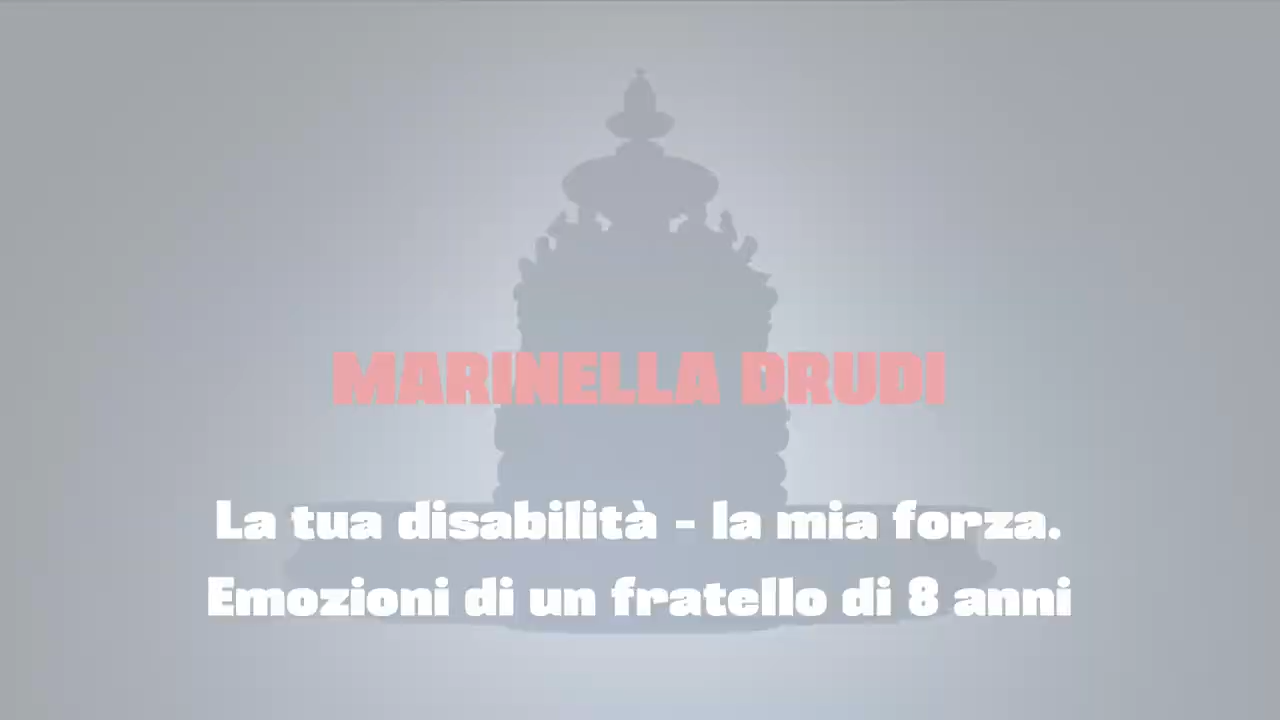 MARINELLA DRUDI
La tua disabilità - la mia forza.
Emozioni di un fratello di 8 anni